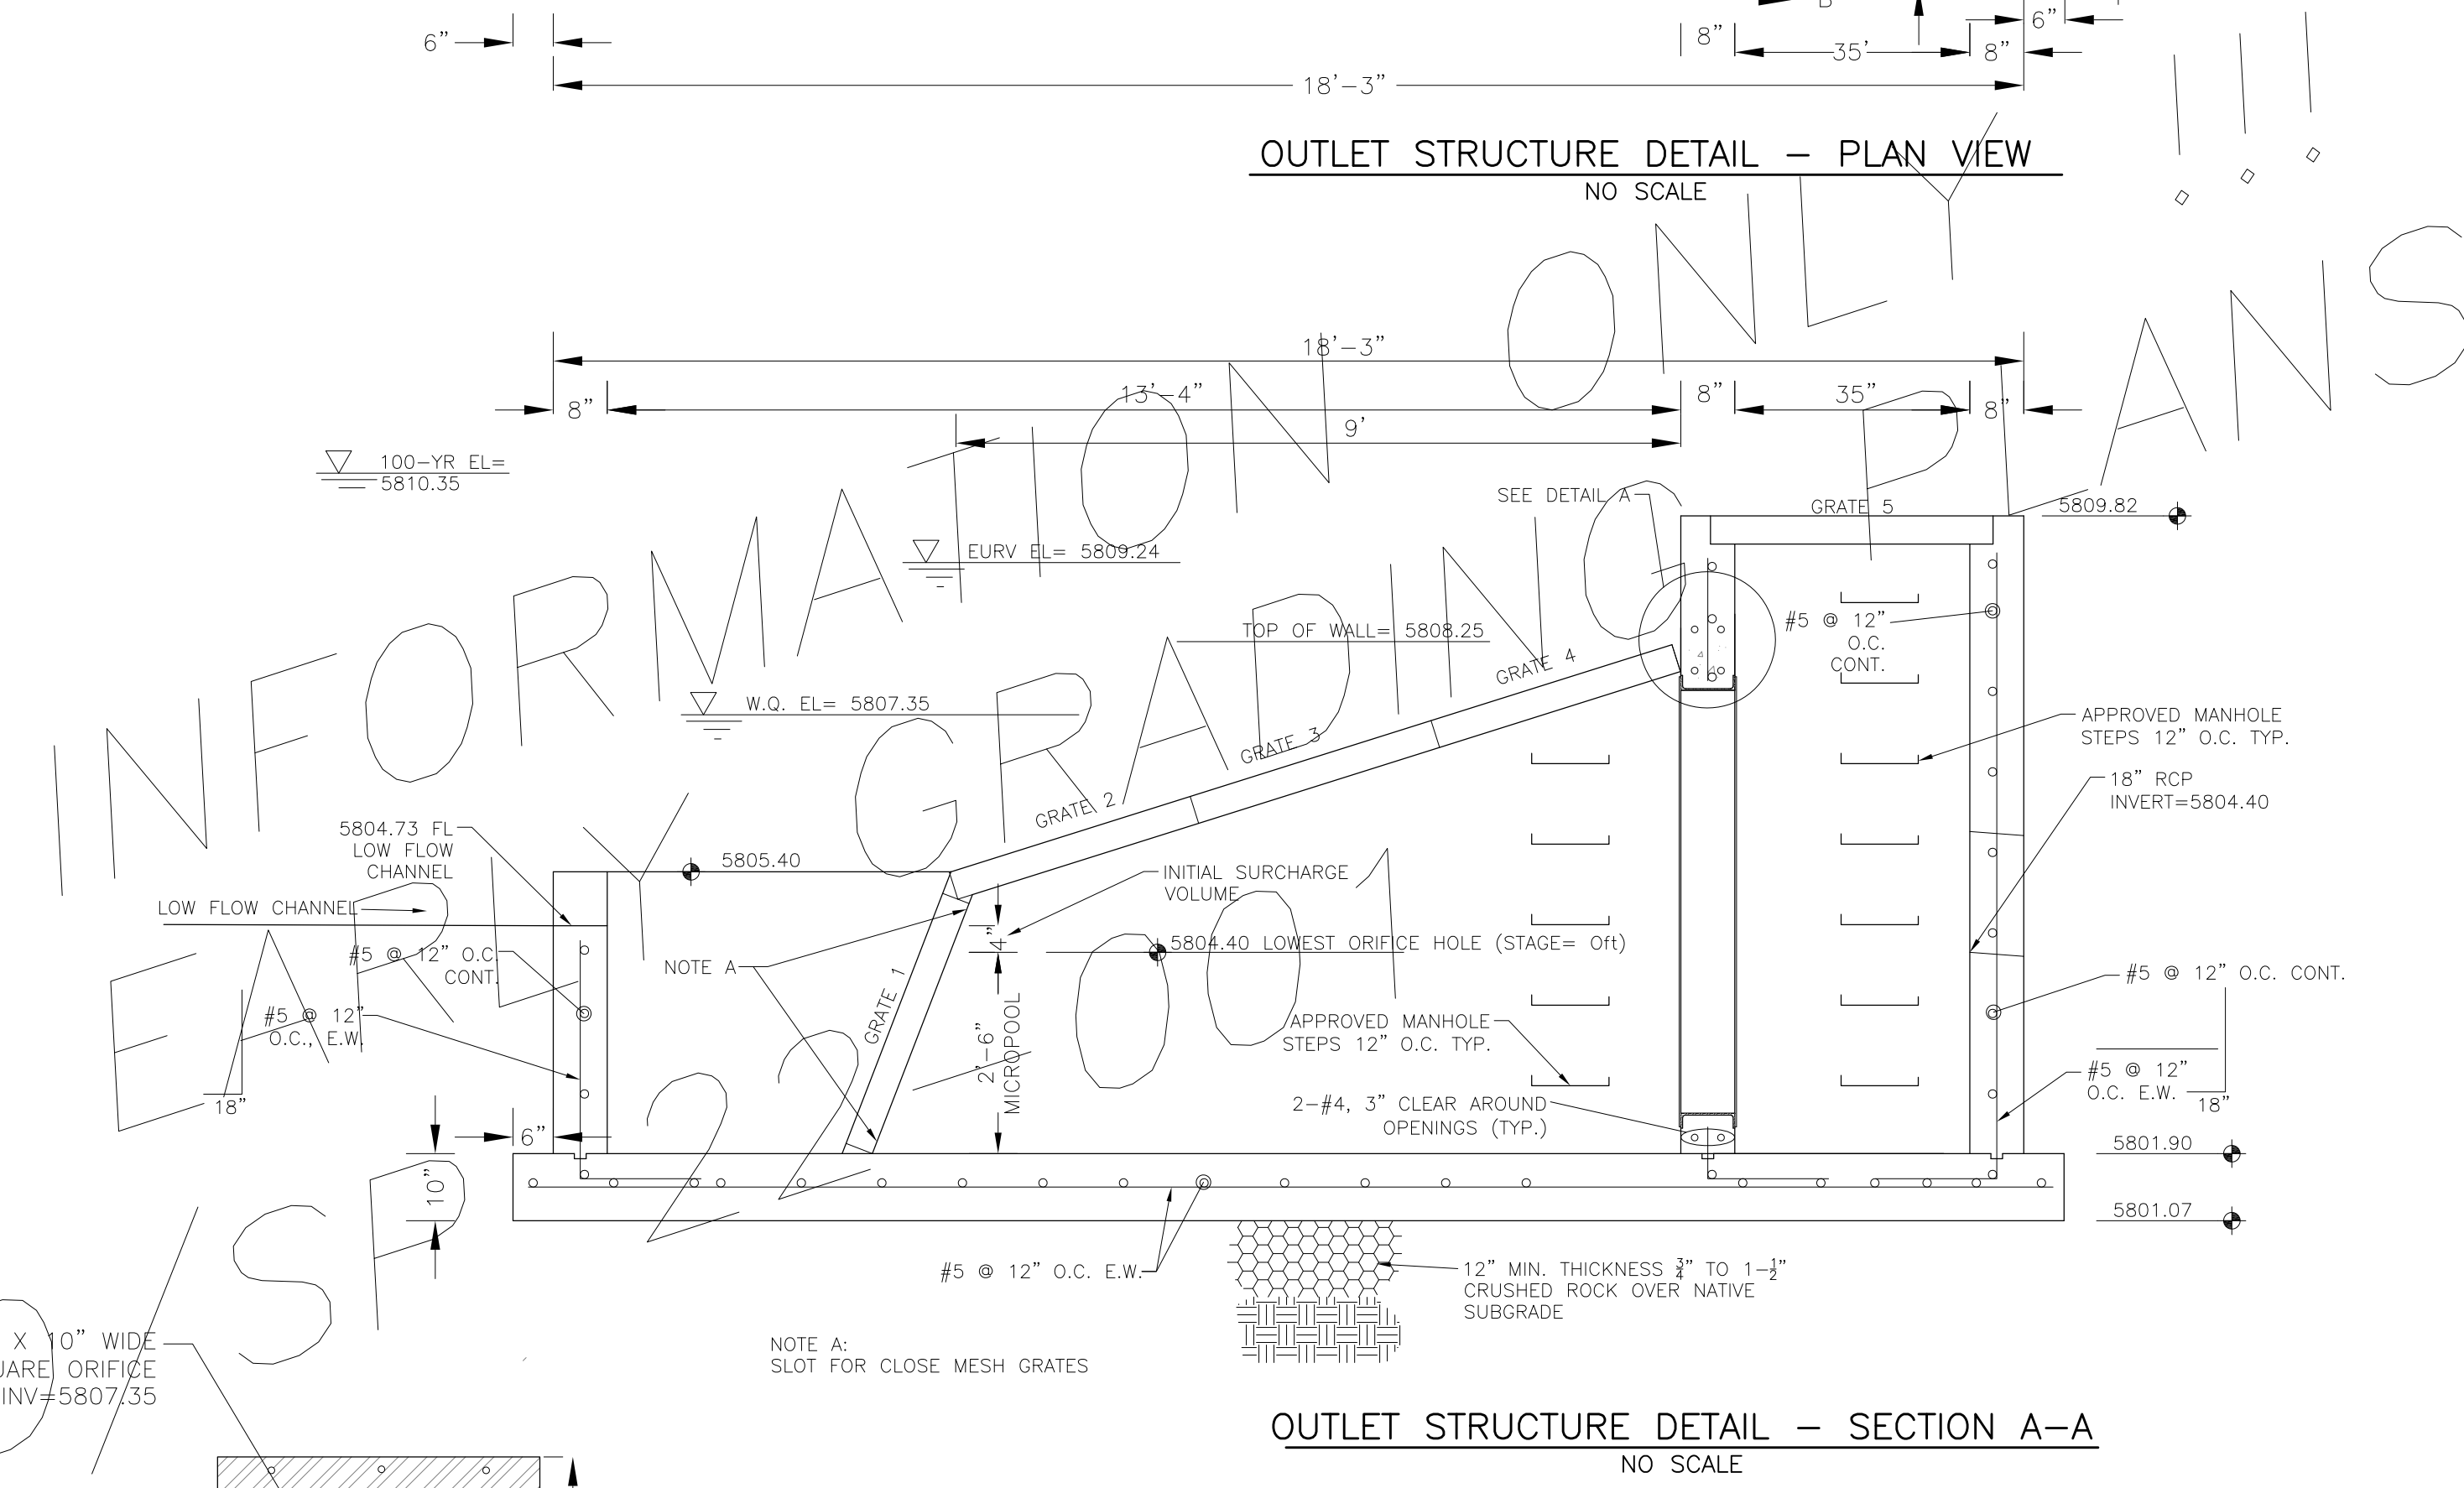 B
6"
6"
8"
35'
8"
18'-3"
OUTLET STRUCTURE DETAIL - PLAN VIEW
NO SCALE
18'-3"
8"
13'-4"
8"
35"
8"
9'
100-YR EL=
5810.35
SEE DETAIL A
GRATE 5
5809.82
EURV EL= 5809.24
TOP OF WALL= 5808.25
#5 @ 12"
O.C.
CONT.
GRATE 4
W.Q. EL= 5807.35
GRATE 3
APPROVED MANHOLE
STEPS 12" O.C. TYP.
18" RCP
INVERT=5804.40
GRATE 2
5804.73 FL
LOW FLOW
CHANNEL
5805.40
INITIAL SURCHARGE
VOLUME
LOW FLOW CHANNEL
4"
5804.40 LOWEST ORIFICE HOLE (STAGE= 0ft)
#5 @ 12" O.C.
CONT.
NOTE A
GRATE 1
#5 @ 12" O.C. CONT.
#5 @ 12"
O.C., E.W.
2'-6"
MICROPOOL
APPROVED MANHOLE
STEPS 12" O.C. TYP.
#5 @ 12"
O.C. E.W.
18"
18"
2-#4, 3" CLEAR AROUND
OPENINGS (TYP.)
6"
10"
5801.90
5801.07
#5 @ 12" O.C. E.W.
12" MIN. THICKNESS 3/4" TO 1-1/2"
CRUSHED ROCK OVER NATIVE
SUBGRADE
X 10" WIDE
UARE ORIFICE
INV=5807.35
NOTE A:
SLOT FOR CLOSE MESH GRATES
OUTLET STRUCTURE DETAIL - SECTION A-A
NO SCALE
INFORMATION ONLY!!!
EARLY GRADING PLANS
SP
22
001